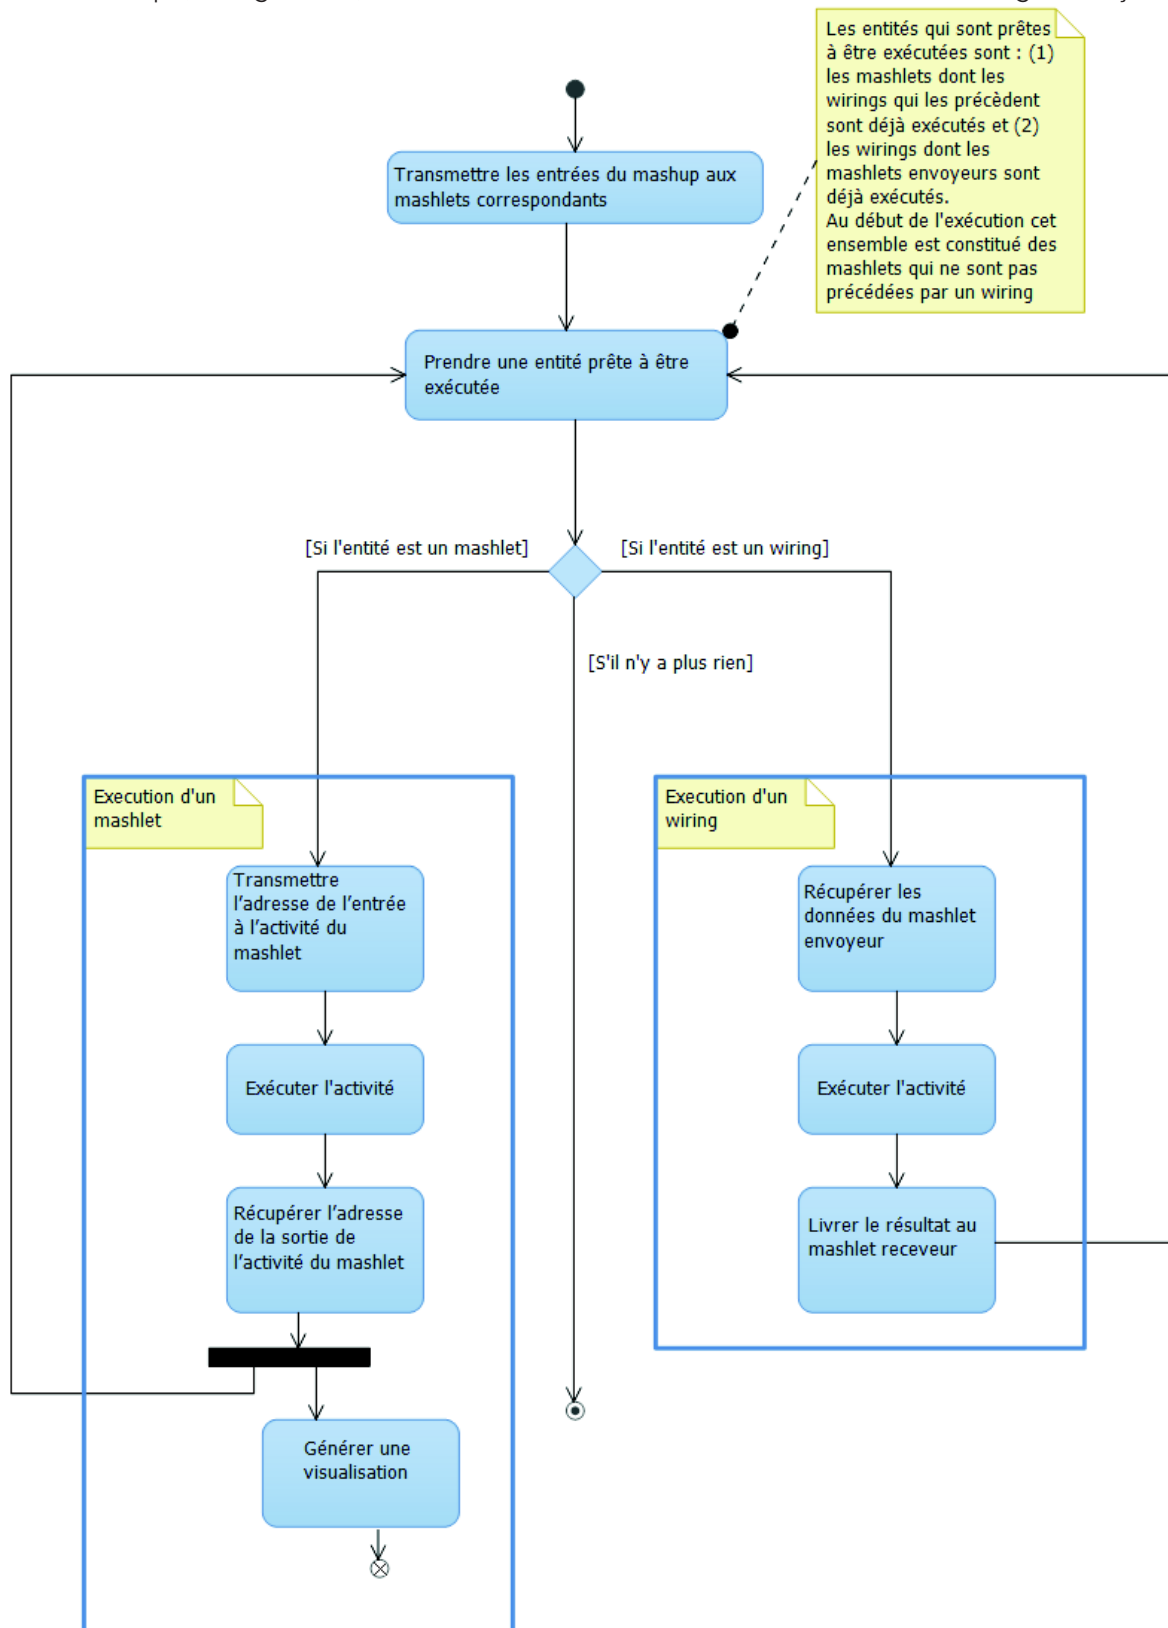 Les entités qui sont prêtes
à être exécutées sont : (1)
les mashlets dont les
wirings qui les précèdent
sont déjà exécutés et (2)
les wirings dont les
mashlets envoyeurs sont
déjà exécutés.
Au début de l'exécution cet
ensemble est constitué des
mashlets qui ne sont pas
précédées par un wiring
Transmettre les entrées du mashup aux
mashlets correspondants
Prendre une entité prête à être
exécutée
[Si l'entité est un mashlet]
[Si l'entité est un wiring]
[S'il n'y a plus rien]
Execution d'un
mashlet
Transmettre
l’adresse de l’entrée
à l’activité du
mashlet
Exécuter l'activité
Récupérer l’adresse
de la sortie de
l’activité du mashlet
Générer une
visualisation
Execution d'un
wiring
Récupérer les
données du mashlet
envoyeur
Exécuter l'activité
Livrer le résultat au
mashlet receveur